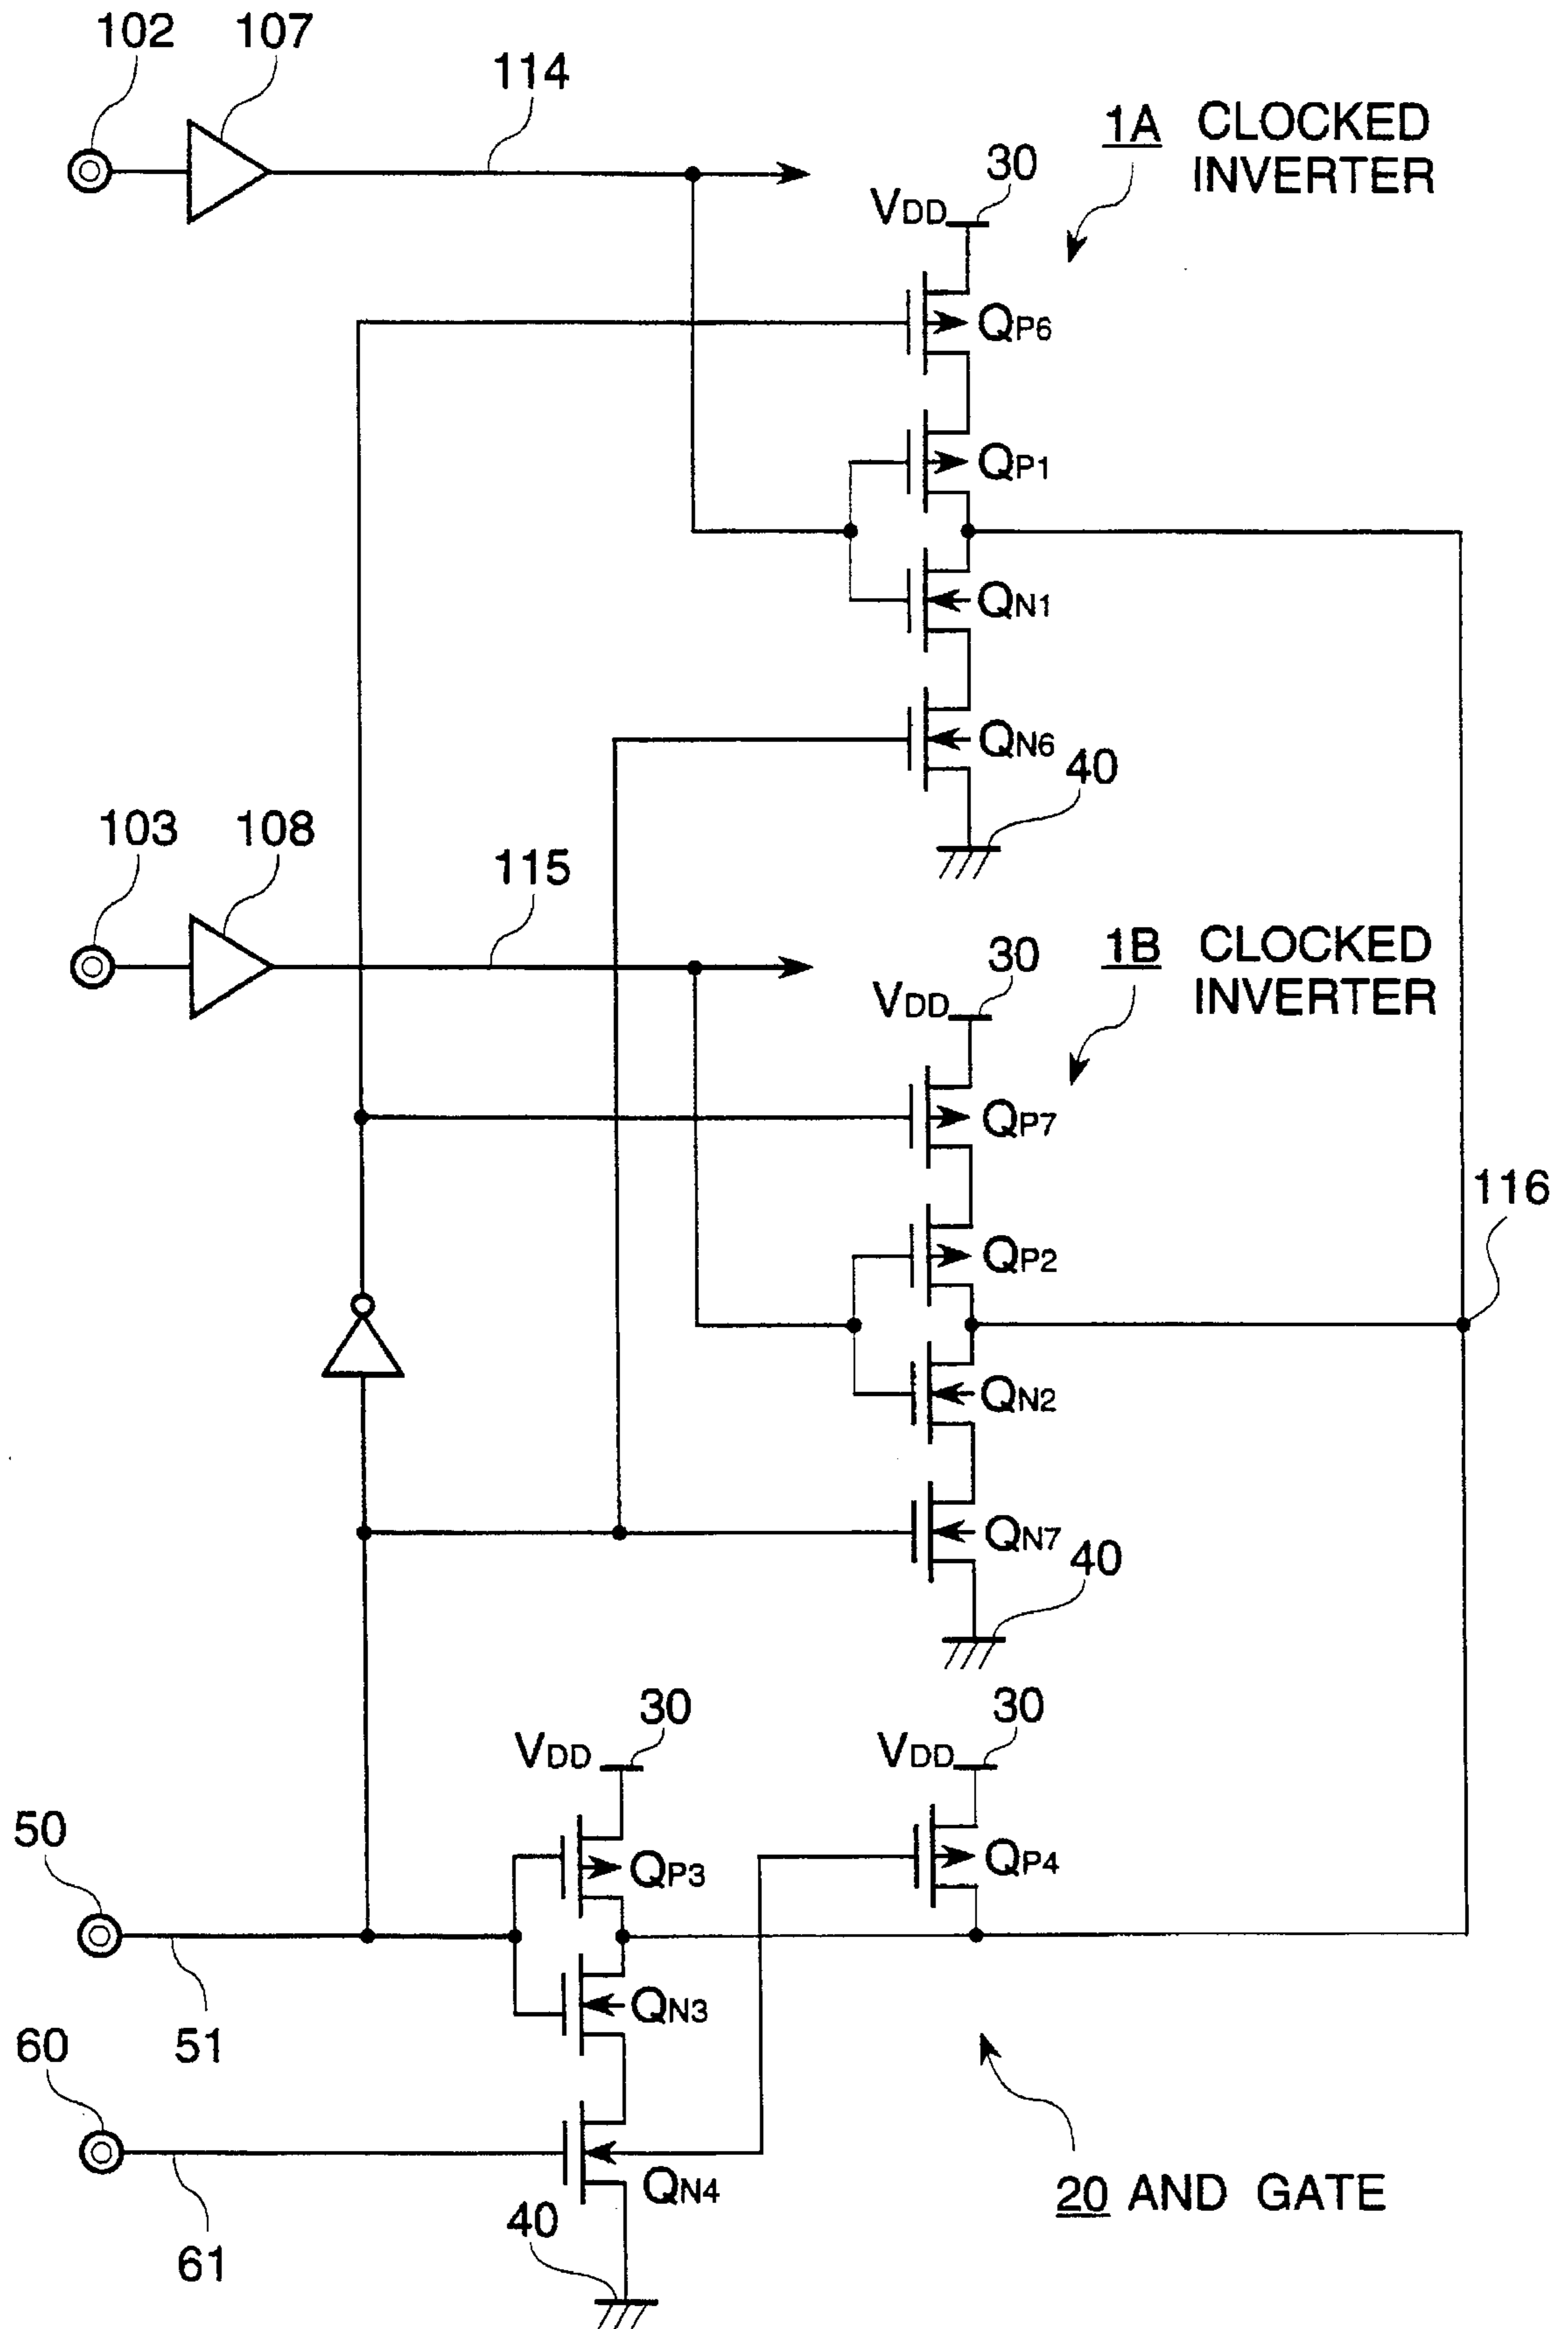 102
107
114
1A CLOCKED
INVERTER
30
VDD
QP6
QP1
QN1
QN6
40
103
108
115
1B CLOCKED
INVERTER
30
VDD
QP7
116
QP2
QN2
QN7
40
30
30
VDD
VDD
50
QP3
QP4
QN3
51
60
QN4
20 AND GATE
40
61